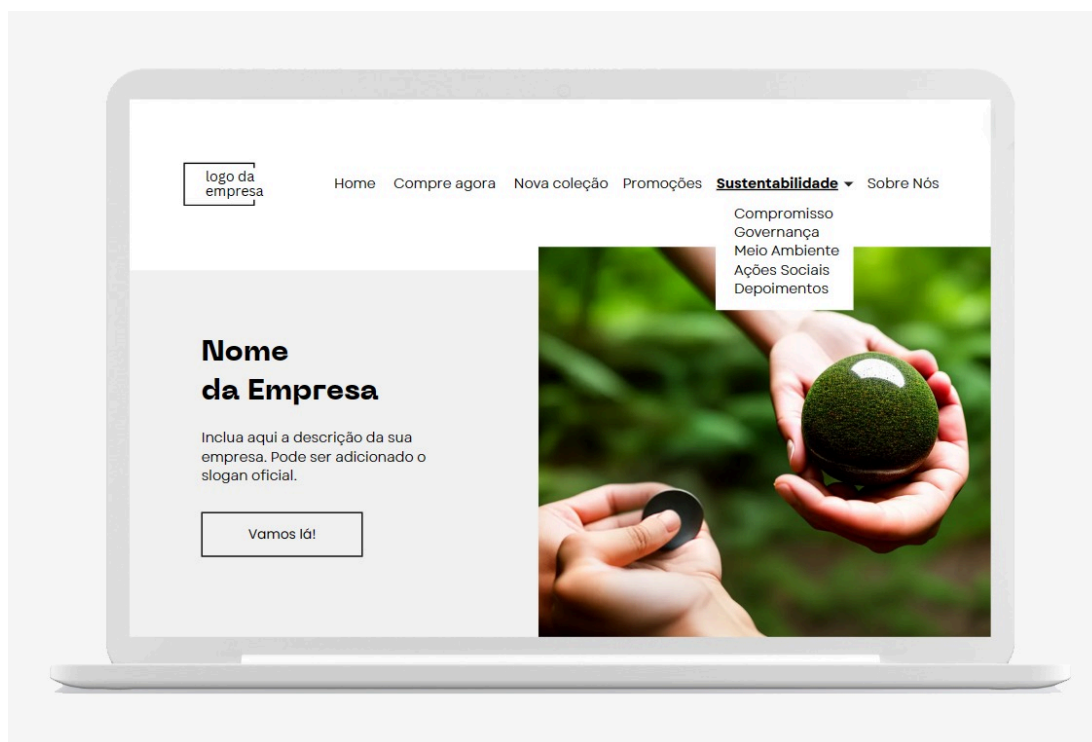 logo da
empresa
Home Compre agora Nova coleção Promoções Sustentabilidade Sobre Nós
Compromisso
Governança
Meio Ambiente
Ações Sociais
Depoimentos
Nome
da Empresa
Inclua aqui a descrição da sua
empresa. Pode ser adicionado o
slogan oficial.
Vamos lá!